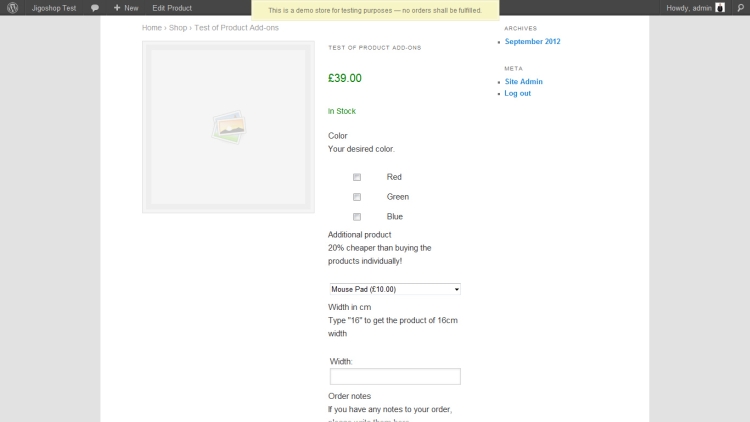 Jigoshop Test
New
Edit Product
This is a demo store for testing purposes — no orders shall be fulfilled.
Howdy, admin
Home › Shop › Test of Product Add-ons
TEST OF PRODUCT ADD-ONS
£39.00
In Stock
Color
Your desired color.
Red
Green
Blue
Additional product
20% cheaper than buying the
products individually!
Mouse Pad (£10.00)
Width in cm
Type "16" to get the product of 16cm
width
Width:
Order notes
If you have any notes to your order,
please write them here
ARCHIVES
September 2012
META
Site Admin
Log out